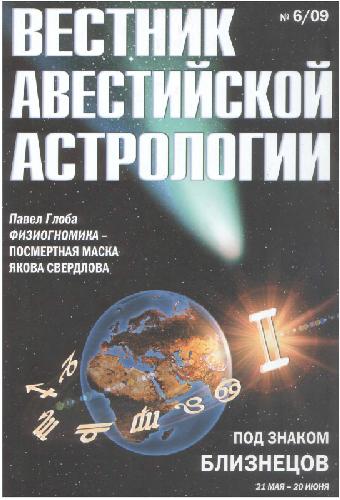 № 6/09
ВЕСТНИК
АВЕСТИЙСКОЙ
АСТРОЛОГИИ
Павел Глоба
ФИЗИОГНОМИКА –
ПОСМЕРТНАЯ МАСКА
ЯКОВА СВЕРДЛОВА
ПОД ЗНАКОМ
БЛИЗНЕЦОВ
21 МАЯ – 20 ИЮНЯ